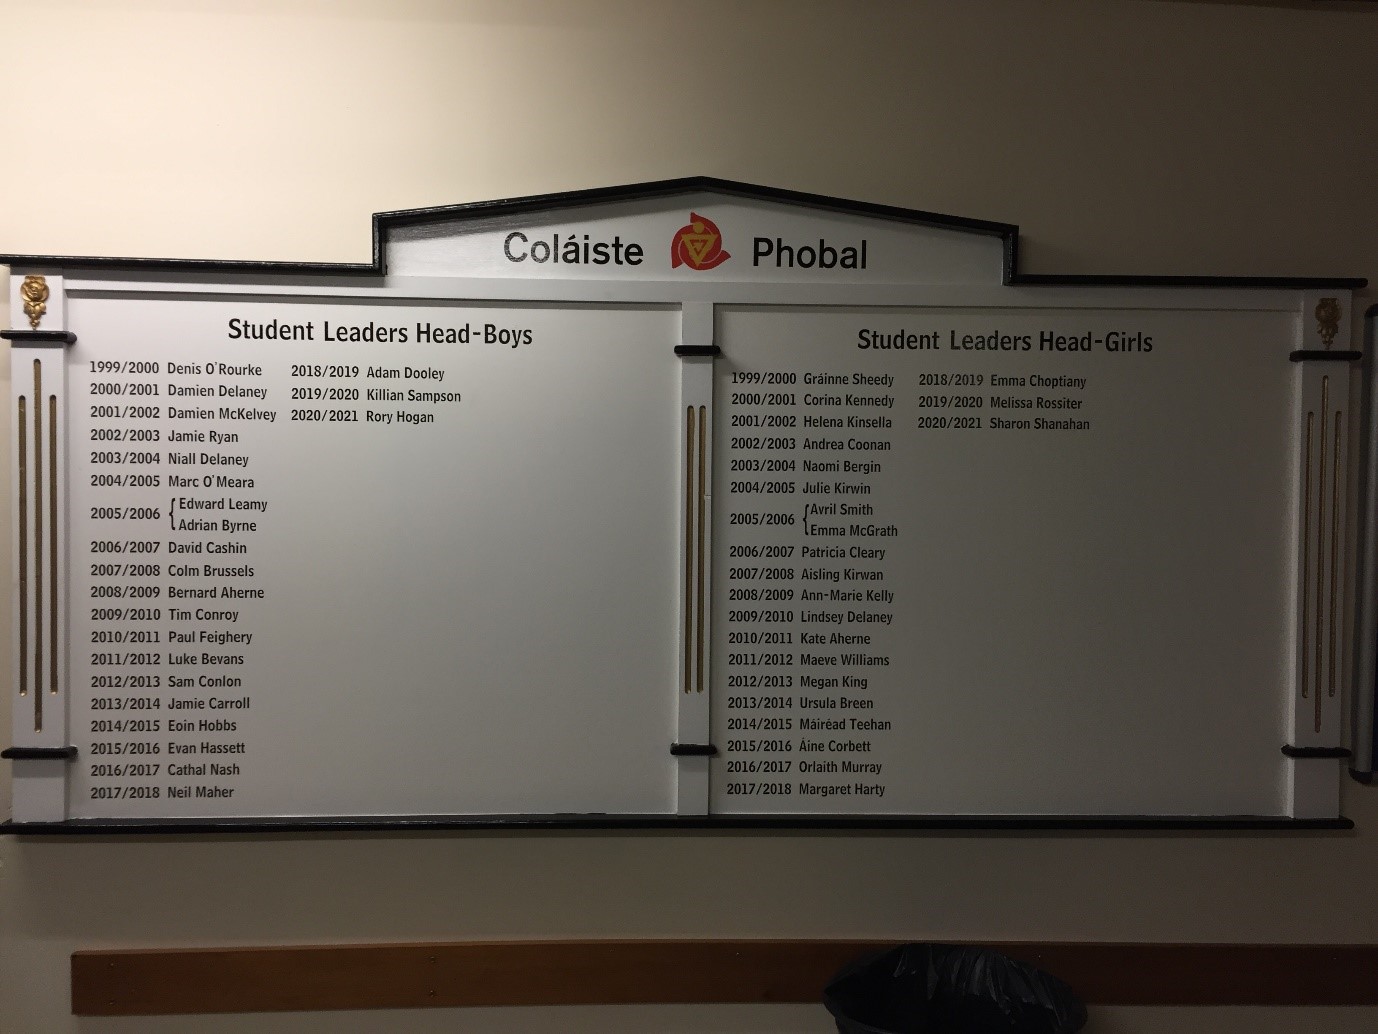 Coláiste Phobal
Student Leaders Head-Boys
1999/2000 Denis O'Rourke
2000/2001 Damien Delaney
2001/2002 Damien McKelvey
2002/2003 Jamie Ryan
2003/2004 Niall Delaney
2004/2005 Marc O'Meara
2005/2006 { Edward Leamy
Adrian Byrne
2006/2007 David Cashin
2007/2008 Colm Brussels
2008/2009 Bernard Aherne
2009/2010 Tim Conroy
2010/2011 Paul Feighery
2011/2012 Luke Bevans
2012/2013 Sam Conlon
2013/2014 Jamie Carroll
2014/2015 Eoin Hobbs
2015/2016 Evan Hassett
2016/2017 Cathal Nash
2017/2018 Neil Maher
2018/2019 Adam Dooley
2019/2020 Killian Sampson
2020/2021 Rory Hogan
Student Leaders Head-Girls
1999/2000 Gráinne Sheedy
2000/2001 Corina Kennedy
2001/2002 Helena Kinsella
2002/2003 Andrea Coonan
2003/2004 Naomi Bergin
2004/2005 Julie Kirwin
2005/2006 { Avril Smith
Emma McGrath
2006/2007 Patricia Cleary
2007/2008 Aisling Kirwan
2008/2009 Ann-Marie Kelly
2009/2010 Lindsey Delaney
2010/2011 Kate Aherne
2011/2012 Maeve Williams
2012/2013 Megan King
2013/2014 Ursula Breen
2014/2015 Máiréad Teehan
2015/2016 Áine Corbett
2016/2017 Orlaith Murray
2017/2018 Margaret Harty
2018/2019 Emma Choptiany
2019/2020 Melissa Rossiter
2020/2021 Sharon Shanahan